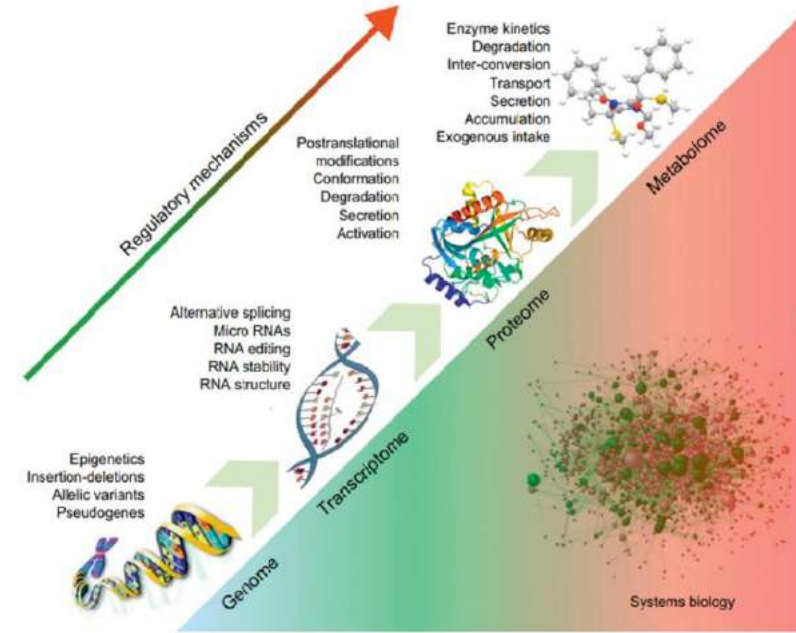 Enzyme kinetics
Degradation
Inter-conversion
Transport
Secretion
Accumulation
Exogenous intake
Postranslational
modifications
Conformation
Degradation
Secretion
Activation
Regulatory mechanisms
Metabolome
Alternative splicing
Micro RNAs
RNA editing
RNA stability
RNA structure
Proteome
Epigenetics
Insertion-deletions
Allelic variants
Pseudogenes
Transcriptome
Genome
Systems biology